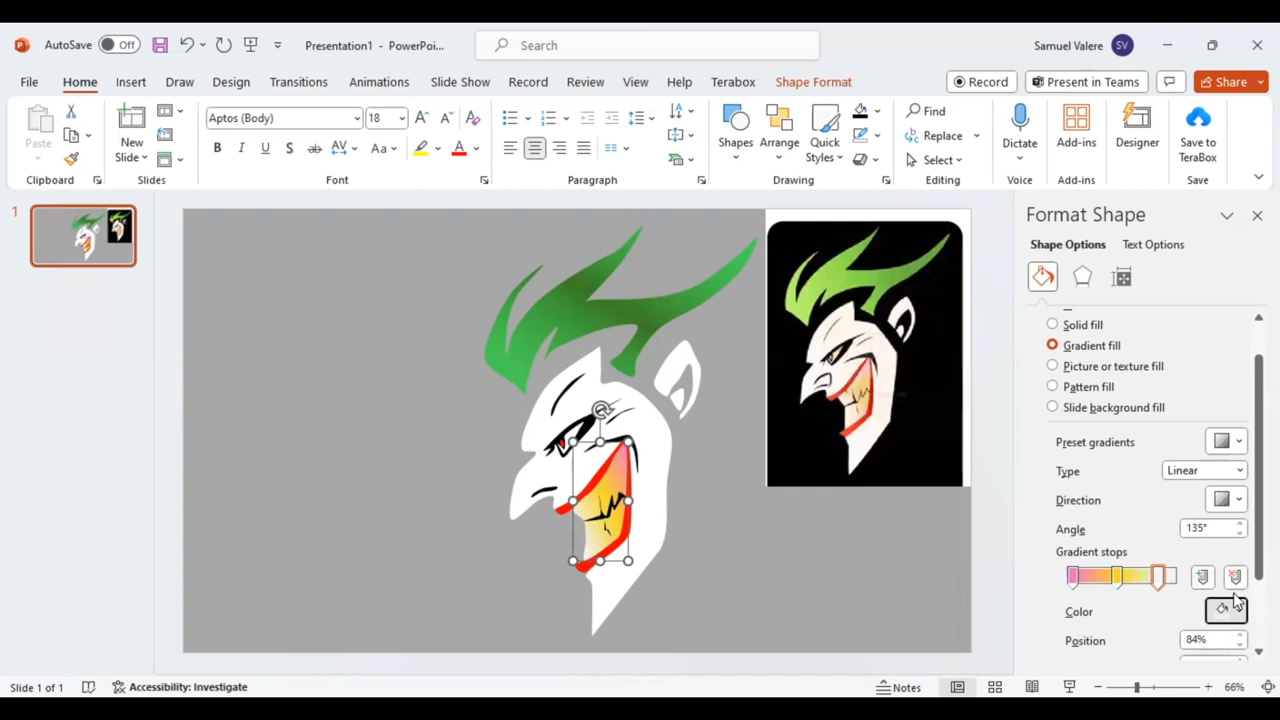 AutoSave Off Presentation1 - PowerPoi... Search Samuel Valere SV
File Home Insert Draw Design Transitions Animations Slide Show Record Review View Help Terabox Shape Format Record Present in Teams Share
Paste
Clipboard
New
Slide
Slides
Aptos (Body) 18
B I U S ab AV Aa A
Font
Paragraph
Shapes Arrange Quick
Styles
Drawing
Find
Replace
Select
Editing
Dictate
Voice
Add-ins
Add-ins
Designer
Save to
TeraBox
Save
1
Format Shape
Shape Options Text Options
Solid fill
Gradient fill
Picture or texture fill
Pattern fill
Slide background fill
Preset gradients
Type Linear
Direction
Angle 135°
Gradient stops
Color
Position 84%
Slide 1 of 1 Accessibility: Investigate Notes 66%